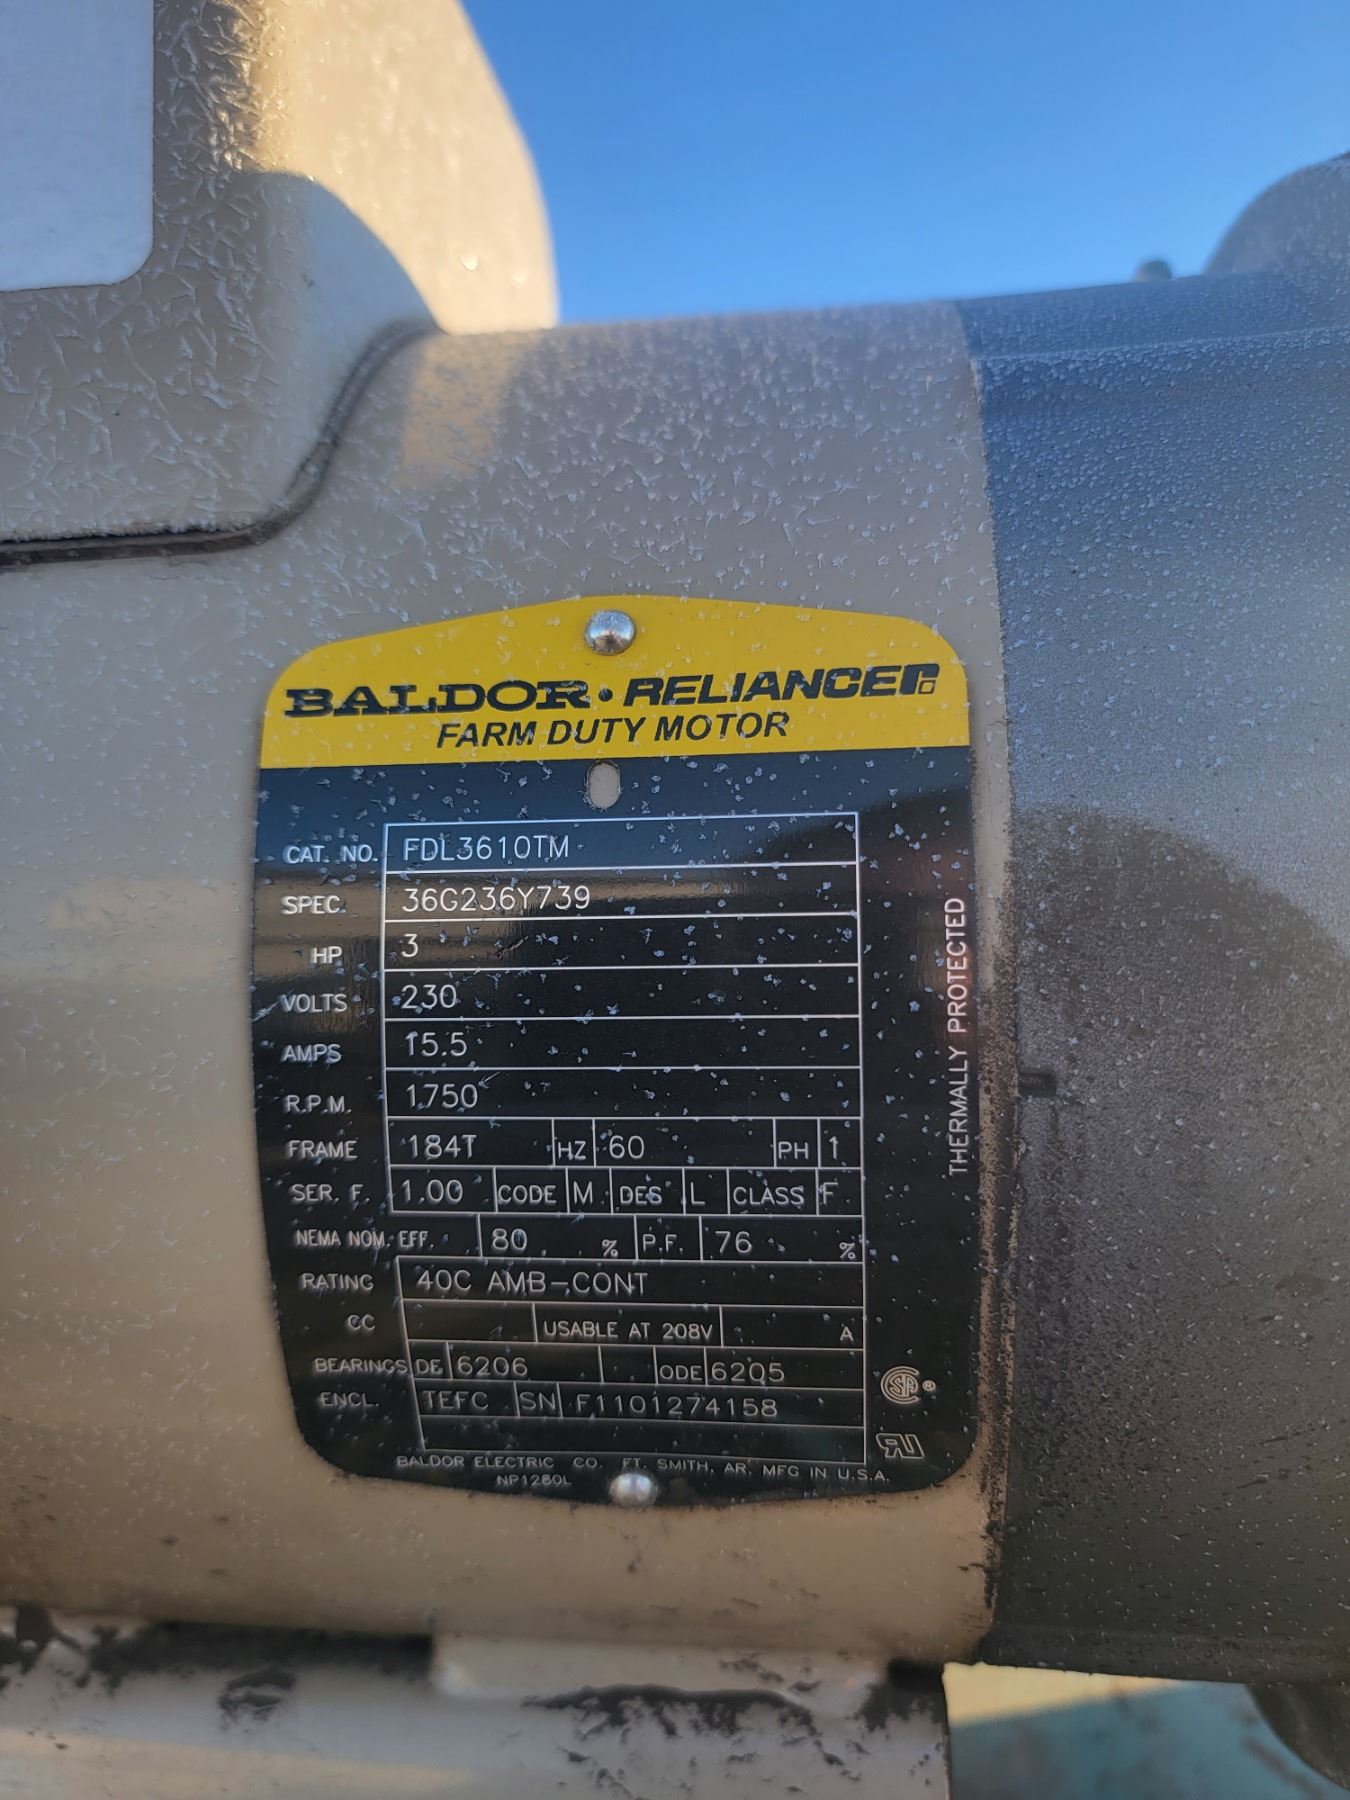 BALDOR • RELIANCER
FARM DUTY MOTOR
CAT. NO. FDL3610TM
SPEC. 36G236Y739
HP 3
VOLTS 230
AMPS 15.5
R.P.M. 1750
FRAME 184T HZ 60 PH 1
SER. F. 1.00 CODE M DES L CLASS F
NEMA NOM. EFF. 80 % P.F. 76 %
RATING 40C AMB-CONT
CC USABLE AT 208V A
BEARINGS DE 6206 ODE 6205
ENCL. TEFC SN F1101274158
BALDOR ELECTRIC CO. FT. SMITH, AR. MFG IN U.S.A.
NP1280L
THERMALLY PROTECTED
SA ®
RU